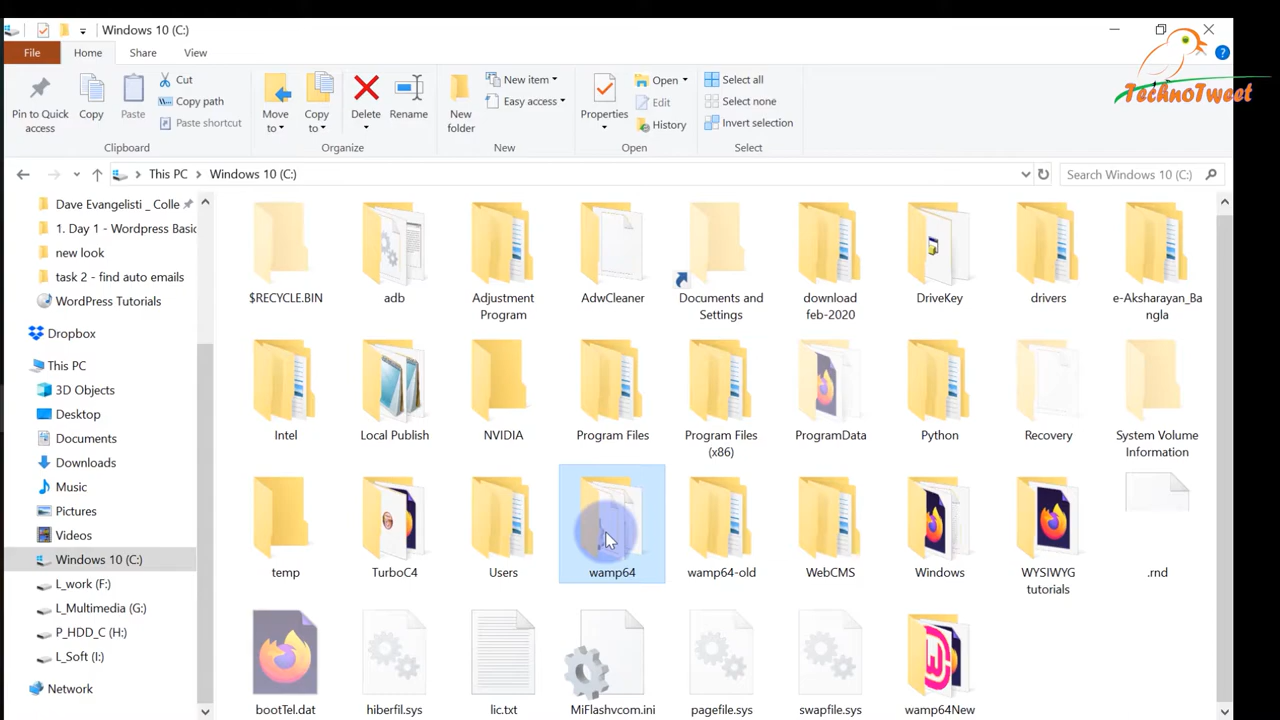 Windows 10 (C:)
File Home Share View
Pin to Quick access
Copy
Paste
Cut
Copy path
Paste shortcut
Clipboard
Move to
Copy to
Delete
Rename
Organize
New folder
New item
Easy access
New
Properties
Open
Edit
History
Open
Select all
Select none
Invert selection
Select
TechnoTweet
This PC > Windows 10 (C:)
Search Windows 10 (C:)
Dave Evangelisti _ Colle
1. Day 1 - Wordpress Basic
new look
task 2 - find auto emails
WordPress Tutorials
Dropbox
This PC
3D Objects
Desktop
Documents
Downloads
Music
Pictures
Videos
Windows 10 (C:)
L_work (F:)
L_Multimedia (G:)
P_HDD_C (H:)
L_Soft (I:)
Network
$RECYCLE.BIN
adb
Adjustment
Program
AdwCleaner
Documents and
Settings
download
feb-2020
DriveKey
drivers
e-Aksharayan_Ba
ngla
Intel
Local Publish
NVIDIA
Program Files
Program Files
(x86)
ProgramData
Python
Recovery
System Volume
Information
temp
TurboC4
Users
wamp64
wamp64-old
WebCMS
Windows
WYSIWYG
tutorials
.rnd
bootTel.dat
hiberfil.sys
lic.txt
MiFlashvcom.ini
pagefile.sys
swapfile.sys
wamp64New